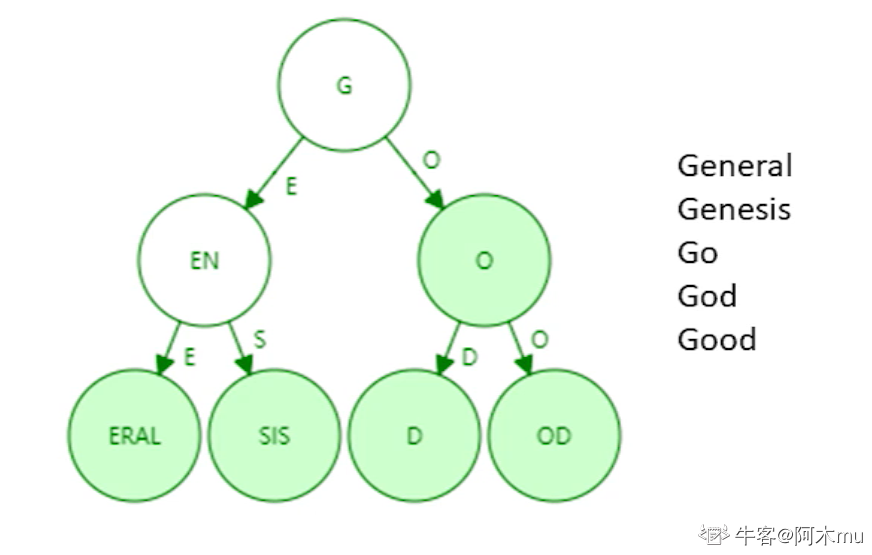 G
E
O
EN
O
E
S
D
O
ERAL
SIS
D
OD
General
Genesis
Go
God
Good
牛客@阿木mu